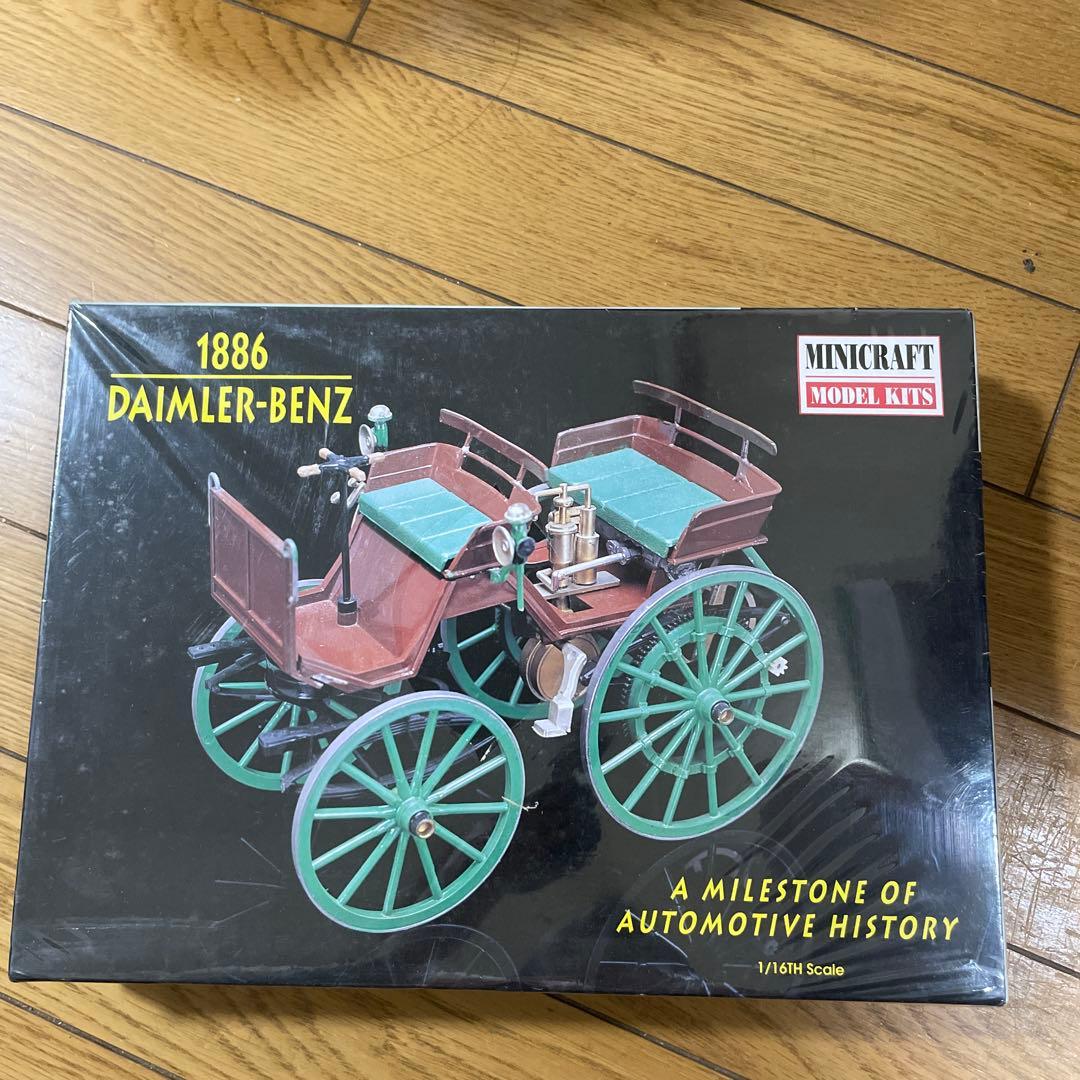 1886
DAIMLER-BENZ
MINICRAFT
MODEL KITS
A MILESTONE OF
AUTOMOTIVE HISTORY
1/16TH Scale